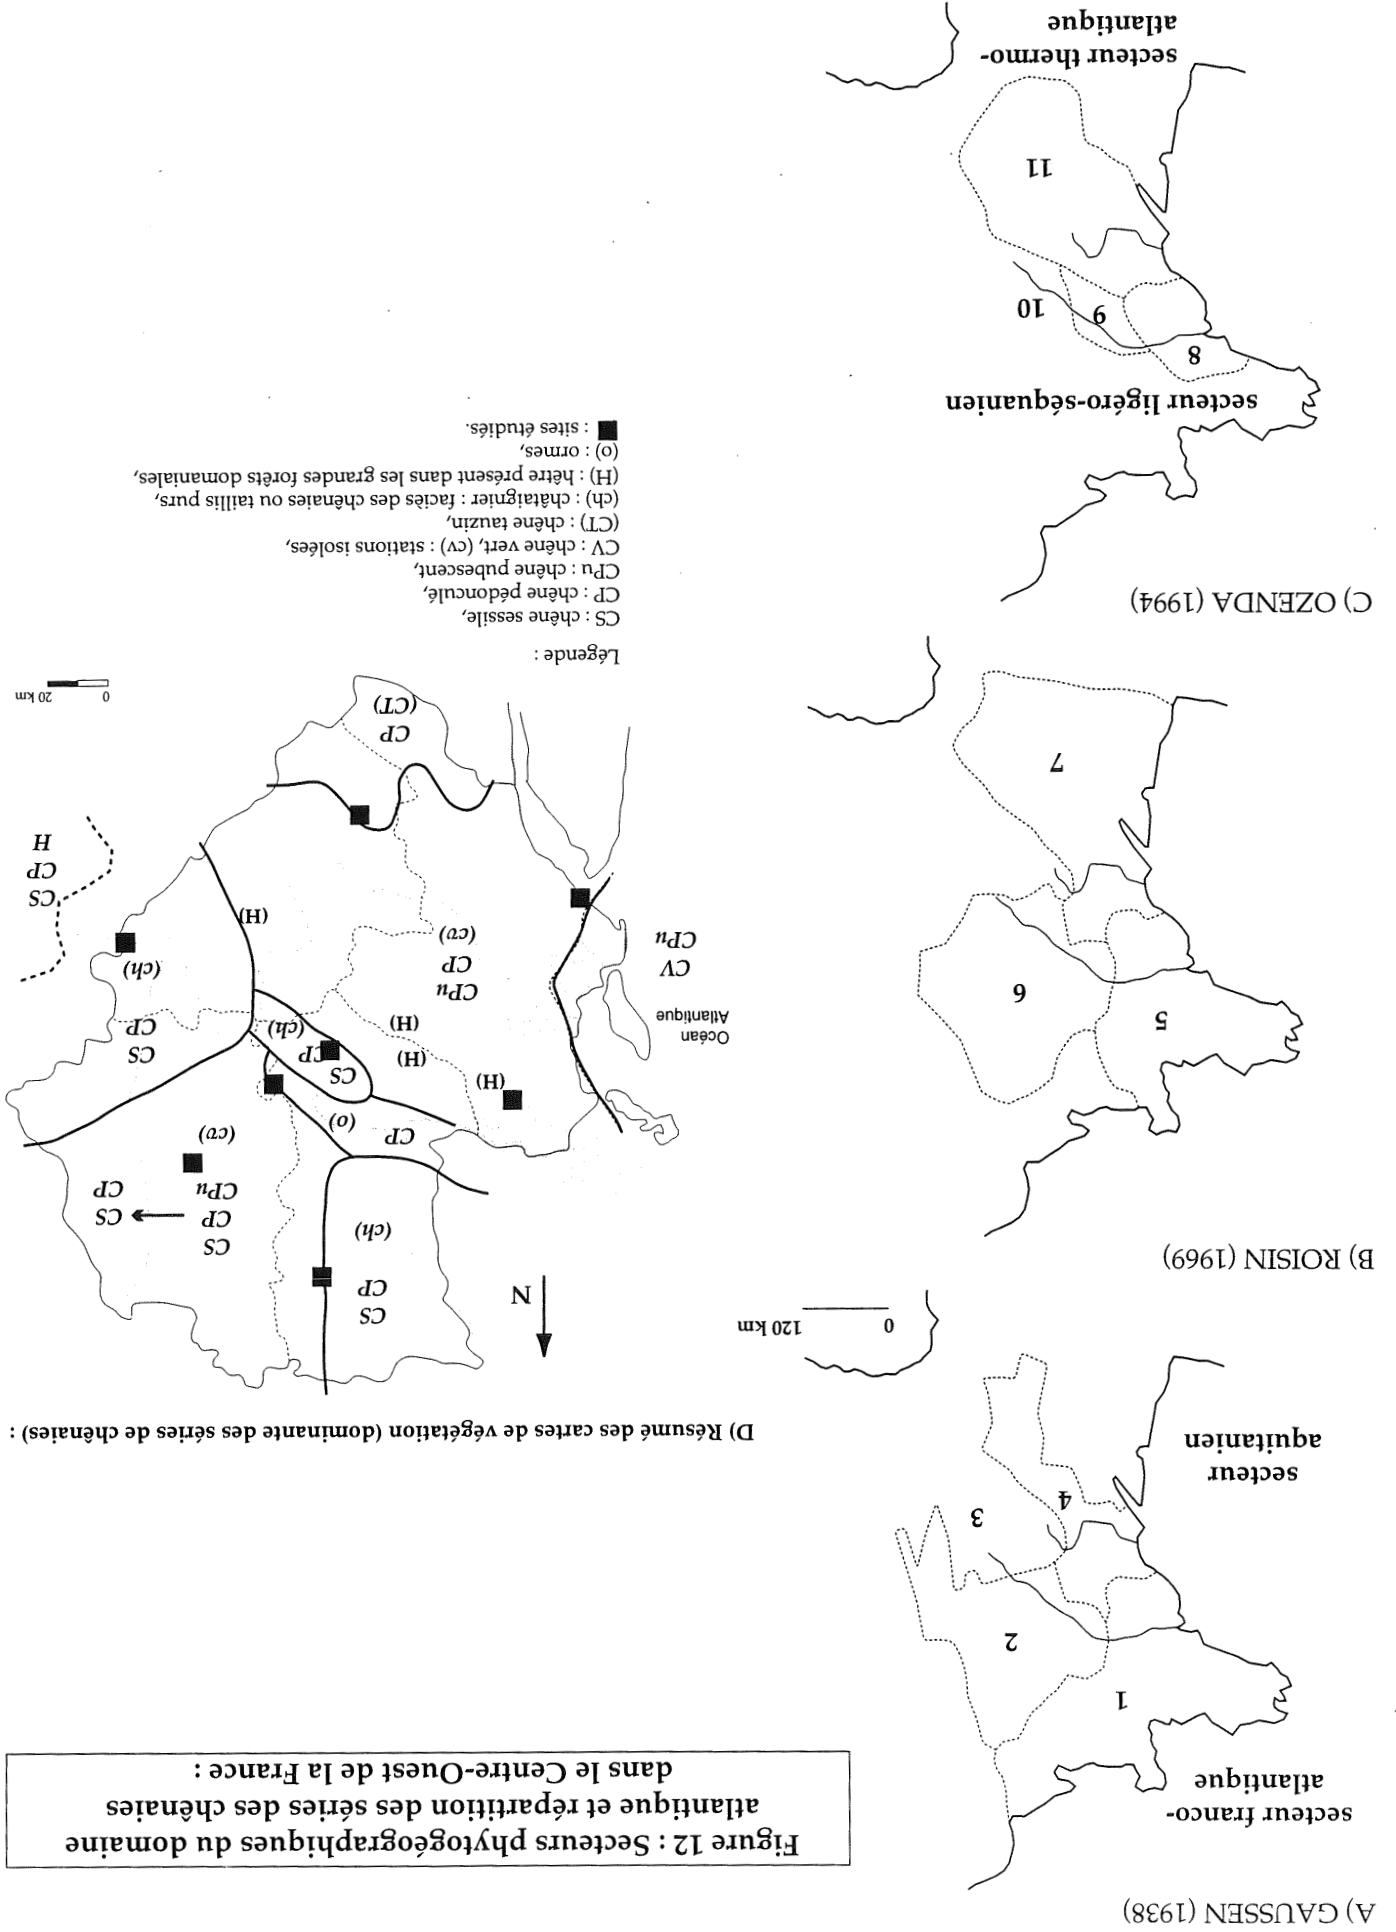 A) GAUSSEN (1938)
Figure 12 : Secteurs phytogéographiques du domaine
atlantique et répartition des séries des chênaies
dans le Centre-Ouest de la France :
secteur franco-
atlantique
1
2
3
4
secteur
aquitanien
0 120 km
B) ROISIN (1969)
5
6
7
C) OZENDA (1994)
secteur ligéro-séquanien
8
9
10
11
secteur thermo-
atlantique
D) Résumé des cartes de végétation (dominante des séries de chênaies) :
N
CS
CP
(ch)
CS
CP
CPu
(cv)
CS
CP
CP
(o)
CS
CP
(ch)
(H)
(H)
(H)
CS
CP
(ch)
Océan
Atlantique
CV
CPu
CPu
CP
(cv)
(H)
CS
CP
H
CP
(CT)
0 20 km
Légende :
CS : chêne sessile,
CP : chêne pédonculé,
CPu : chêne pubescent,
CV : chêne vert, (cv) : stations isolées,
(CT) : chêne tauzin,
(ch) : châtaignier : faciès des chênaies ou taillis purs,
(H) : hêtre présent dans les grandes forêts domaniales,
(o) : ormes,
: sites étudiés.